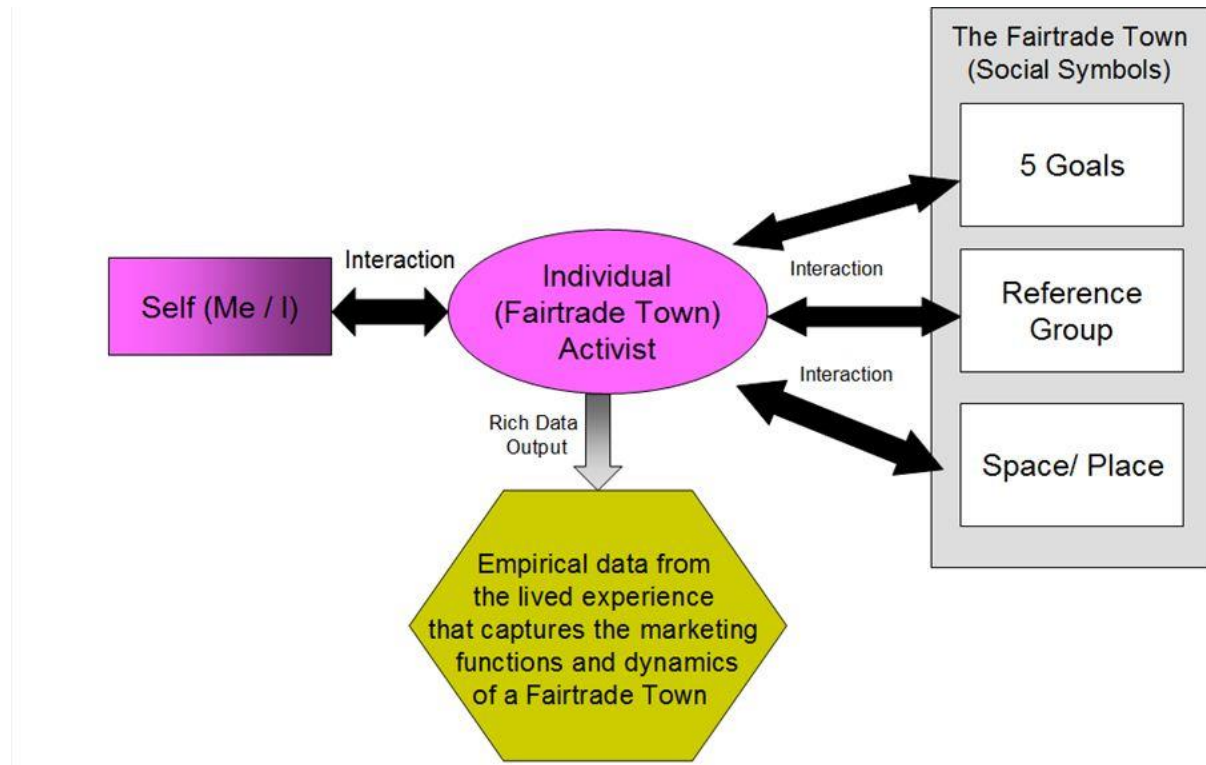 The Fairtrade Town
(Social Symbols)
5 Goals
Reference
Group
Space/ Place
Interaction
Interaction
Interaction
Self (Me / I)
Individual
(Fairtrade Town)
Activist
Rich Data
Output
Empirical data from
the lived experience
that captures the marketing
functions and dynamics
of a Fairtrade Town